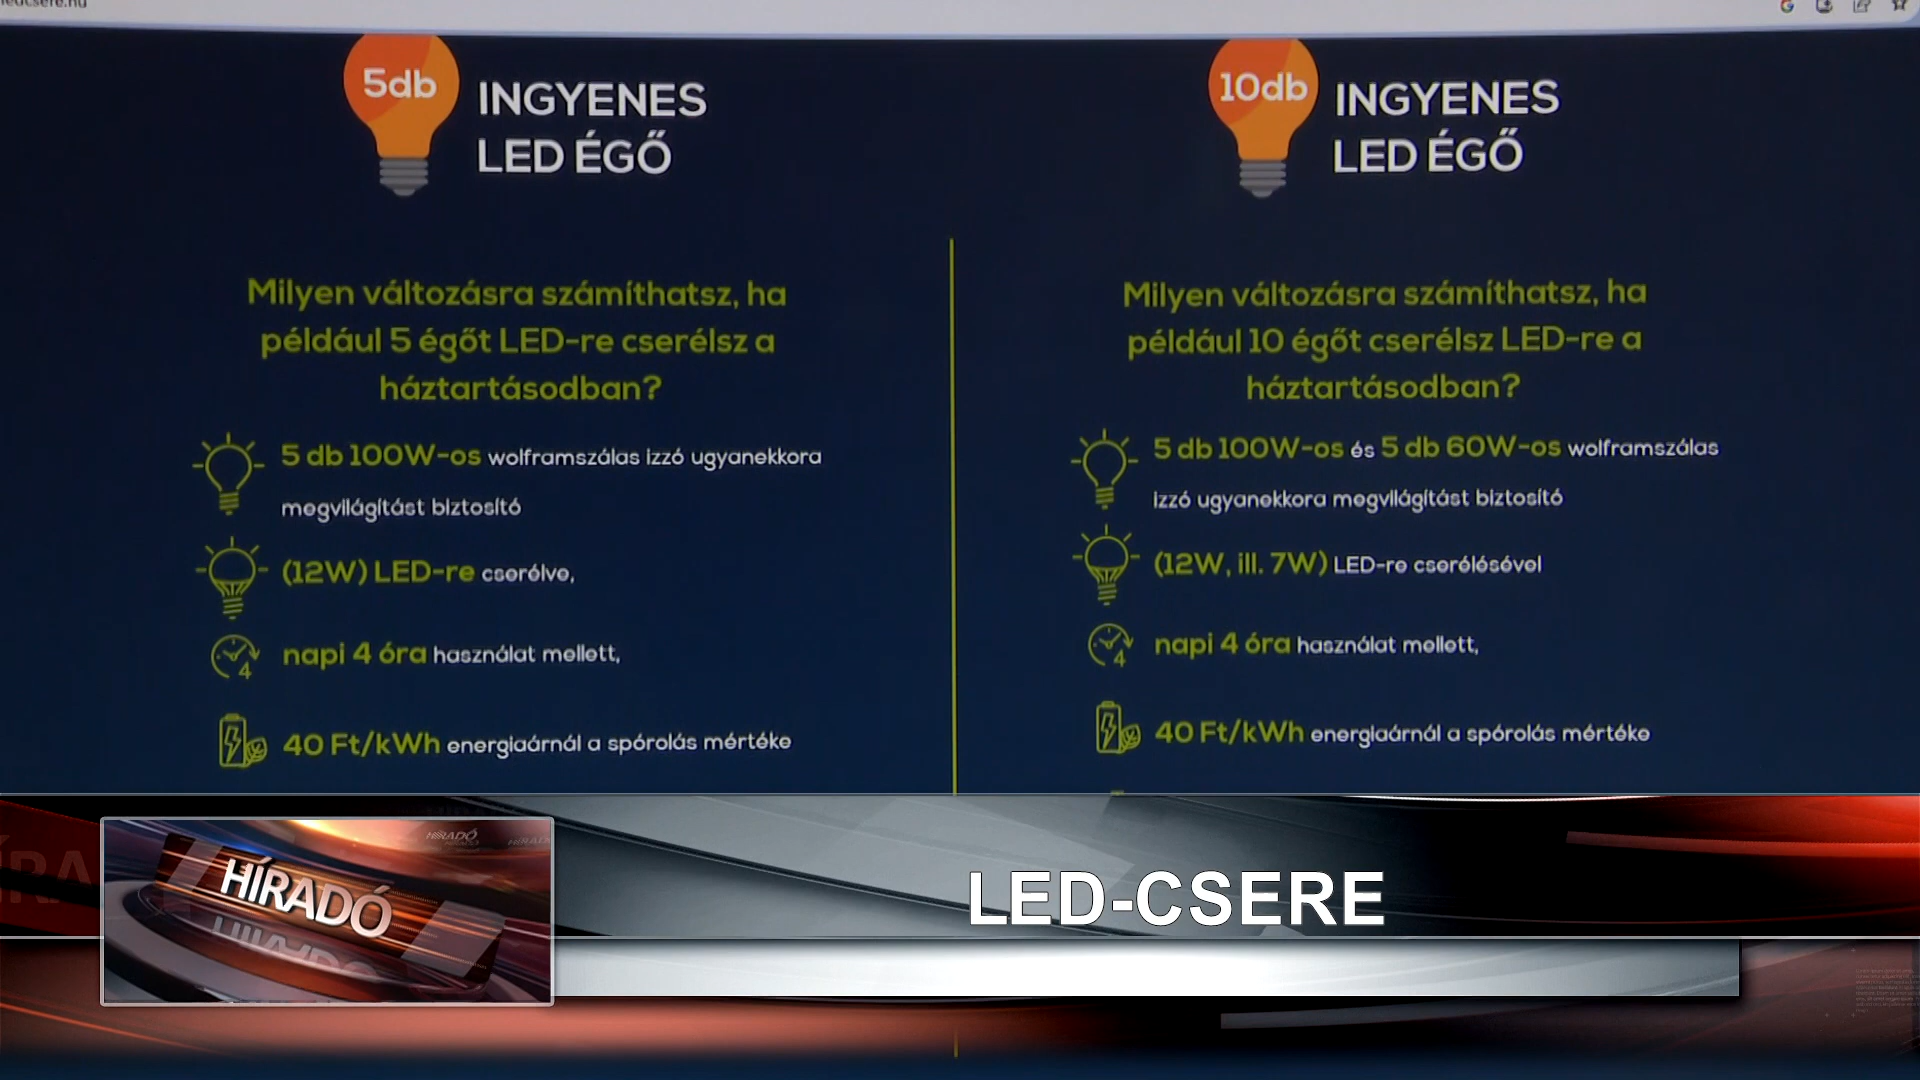 ledcsere.hu
5db
INGYENES
LED ÉGŐ
Milyen változásra számíthatsz, ha
például 5 égőt LED-re cserélsz a
háztartásodban?
5 db 100W-os wolframszálas izzó ugyanekkora
megvilágítást biztosító
(12W) LED-re cserélve,
napi 4 óra használat mellett,
40 Ft/kWh energiaárnál a spórolás mértéke
10db
INGYENES
LED ÉGŐ
Milyen változásra számíthatsz, ha
például 10 égőt cserélsz LED-re a
háztartásodban?
5 db 100W-os és 5 db 60W-os wolframszálas
izzó ugyanekkora megvilágítást biztosító
(12W, ill. 7W) LED-re cserélésével
napi 4 óra használat mellett,
40 Ft/kWh energiaárnál a spórolás mértéke
HÍRADÓ
LED-CSERE